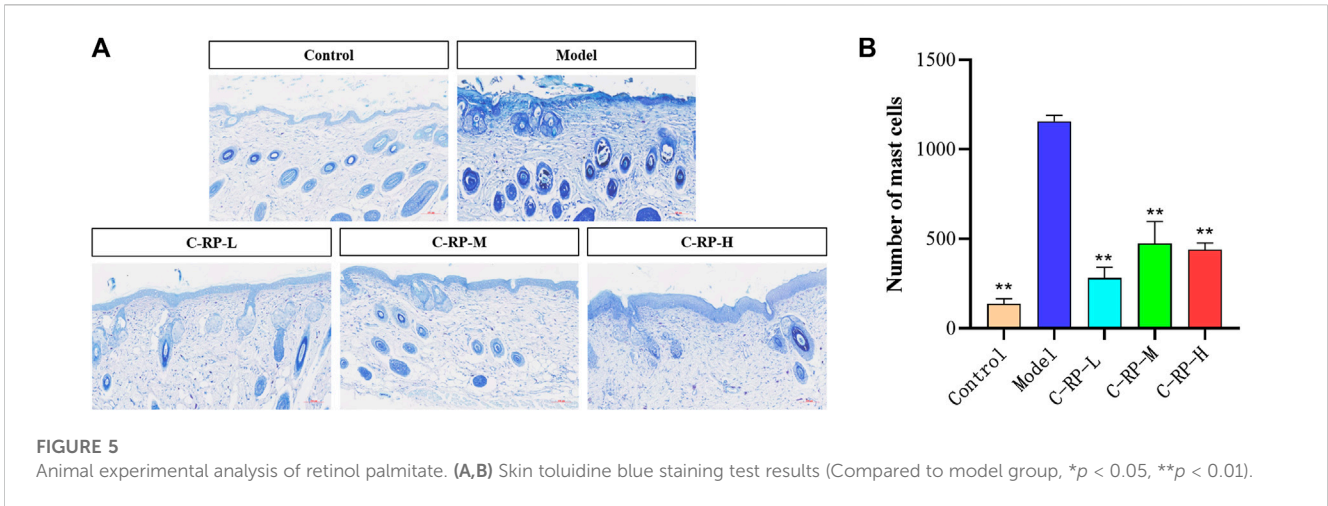 A
Control
Model
C-RP-L
C-RP-M
C-RP-H
B
Number of mast cells
1500
1000
500
0
**
**
**
**
Control
Model
C-RP-L
C-RP-M
C-RP-H
FIGURE 5
Animal experimental analysis of retinol palmitate. (A,B) Skin toluidine blue staining test results (Compared to model group, *p < 0.05, **p < 0.01).